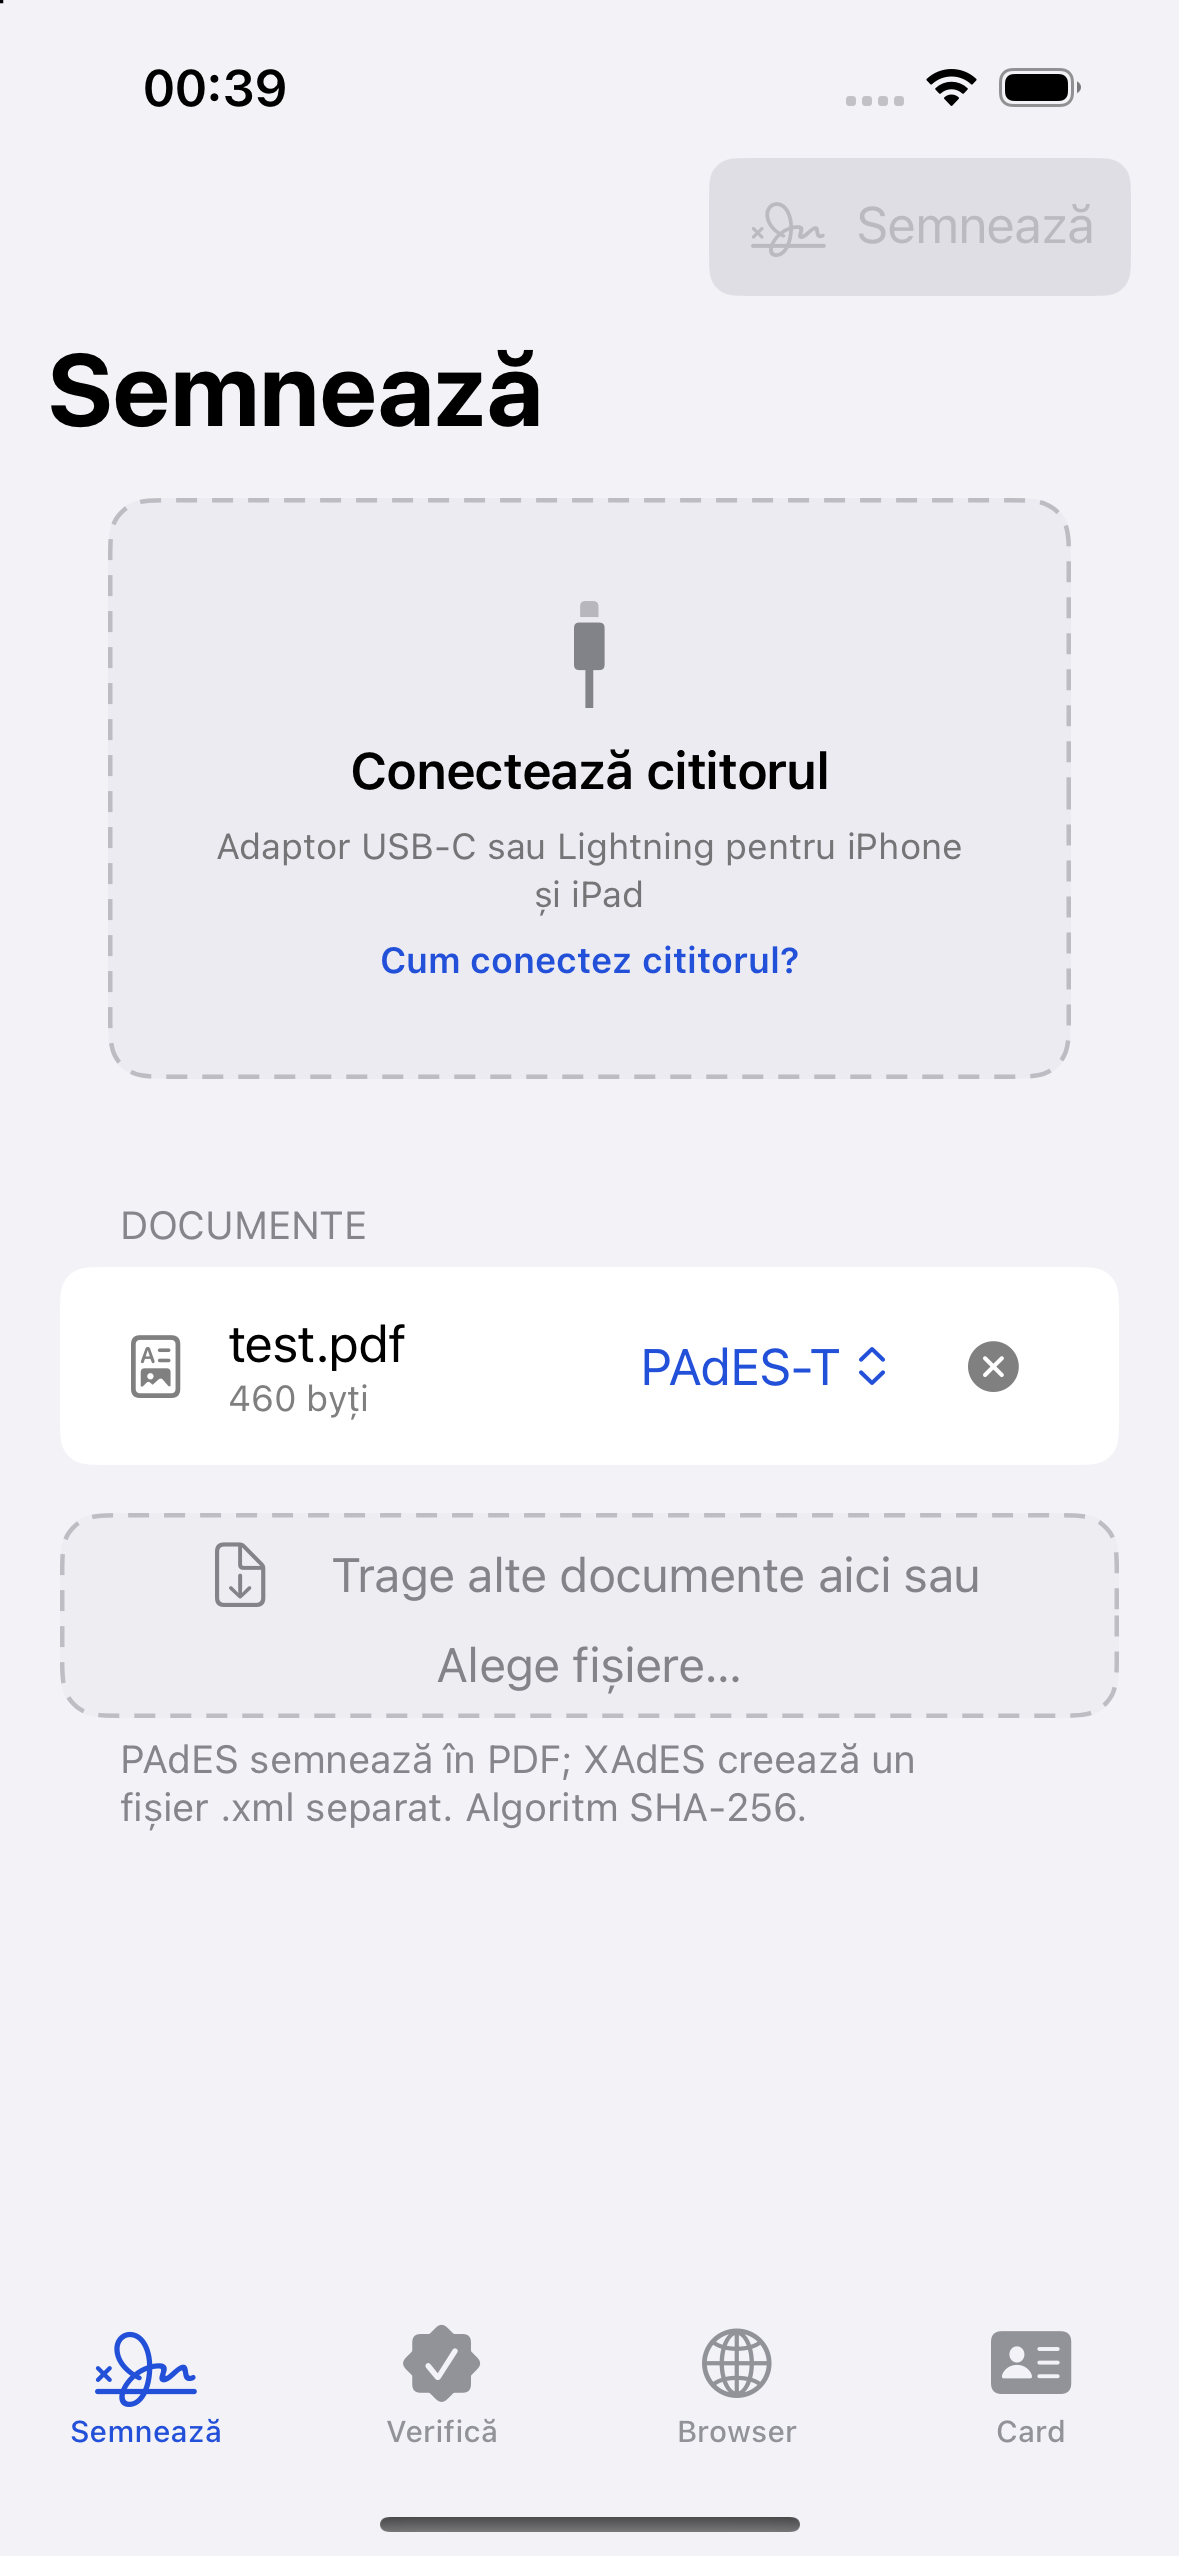 00:39
Semnează
Semnează
Conectează cititorul
Adaptor USB-C sau Lightning pentru iPhone
și iPad
Cum conectez cititorul?
DOCUMENTE
test.pdf
PAdES-T
460 byți
Trage alte documente aici sau
Alege fișiere...
PAdES semnează în PDF; XAdES creează un
fișier .xml separat. Algoritm SHA-256.
Semnează
Verifică
Browser
Card